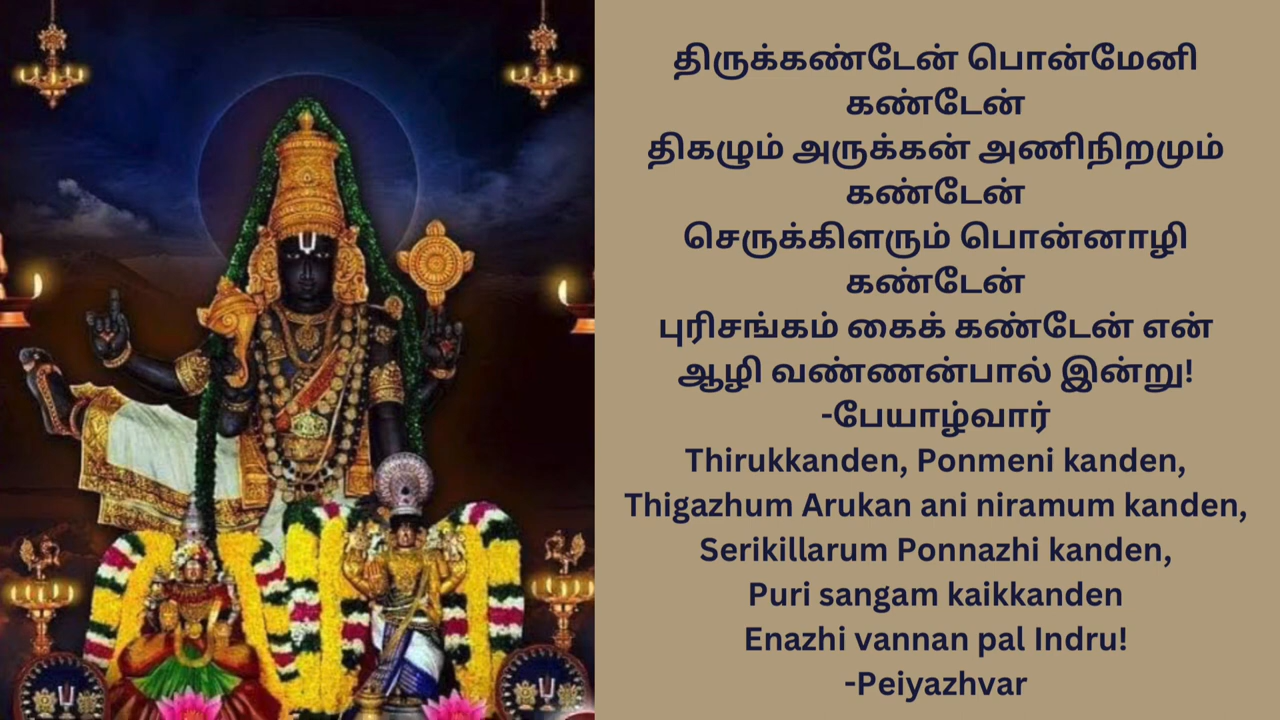 திருக்கண்டேன் பொன்மேனி
கண்டேன்
திகழும் அருக்கன் அணிநிறமும்
கண்டேன்
செருக்கிளரும் பொன்னாழி
கண்டேன்
புரிசங்கம் கைக் கண்டேன் என்
ஆழி வண்ணன்பால் இன்று!
-பேயாழ்வார்
Thirukkanden, Ponmeni kanden,
Thigazhum Arukan ani niramum kanden,
Serikillarum Ponnazhi kanden,
Puri sangam kaikkanden
Enazhi vannan pal Indru!
-Peiyazhvar